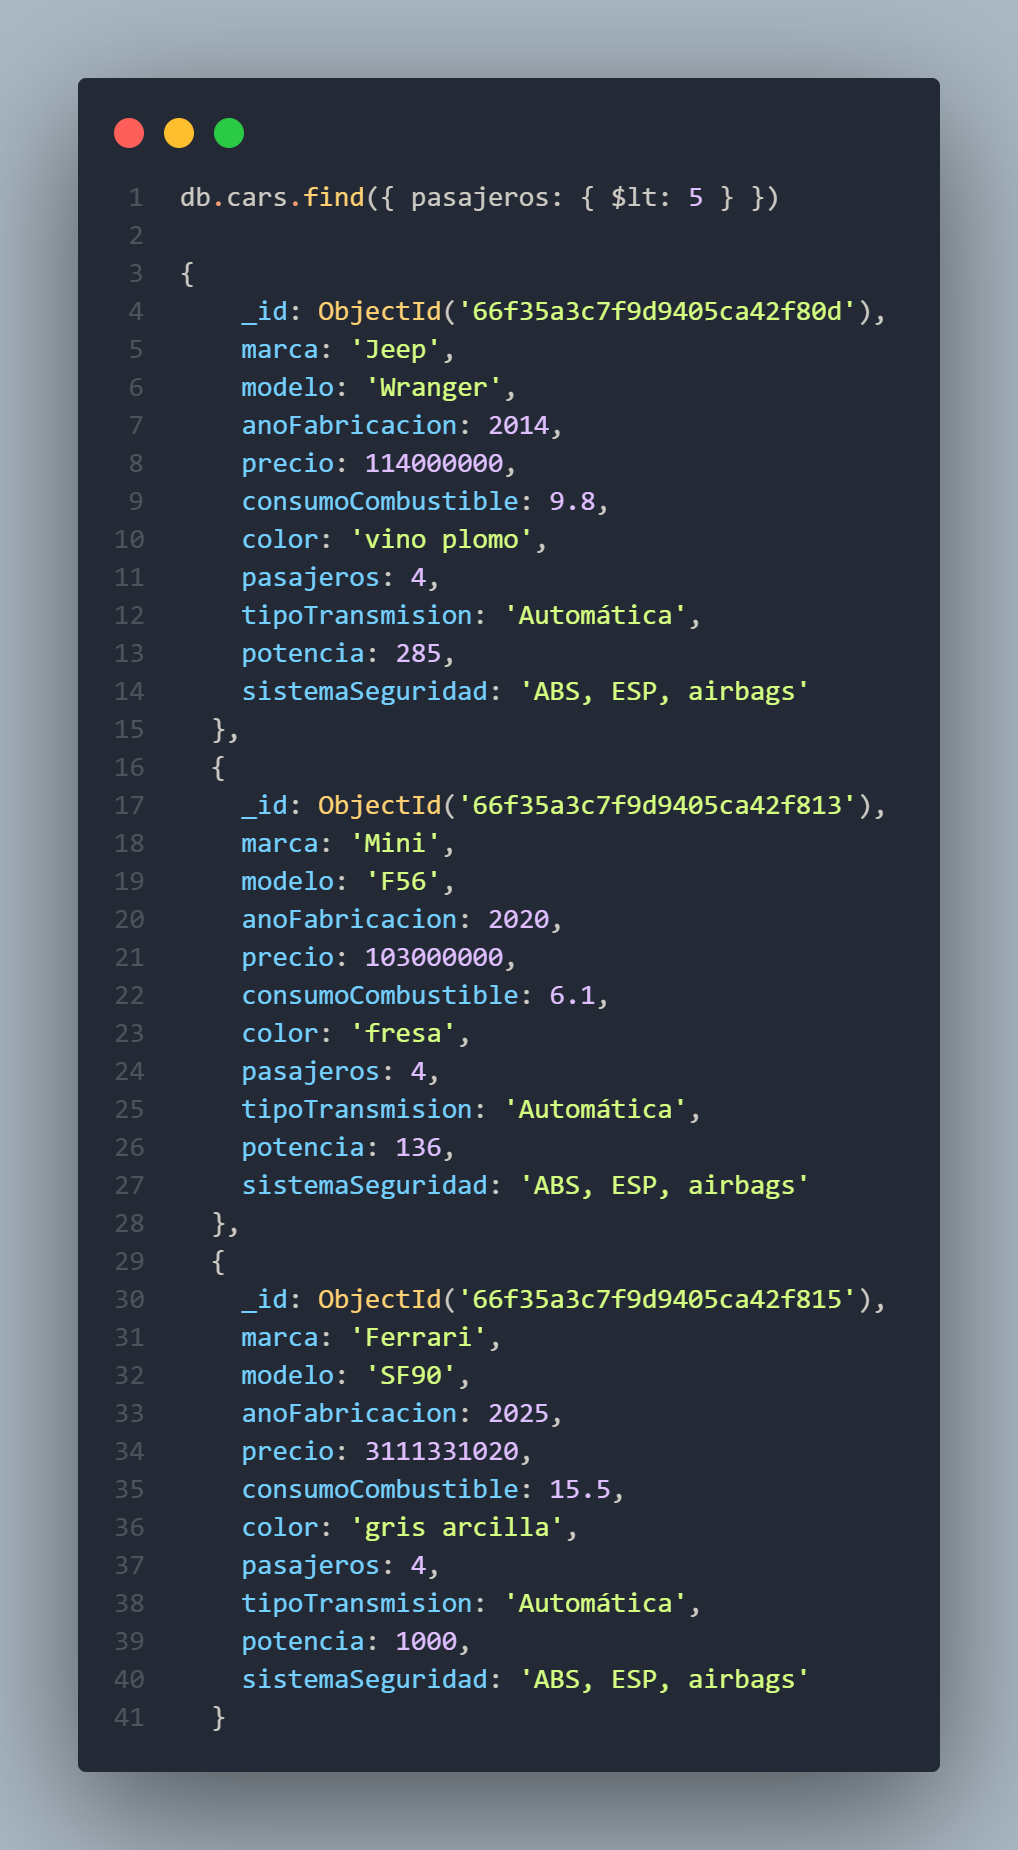 1 db.cars.find({ pasajeros: { $lt: 5 } })
2
3 {
4 _id: ObjectId('66f35a3c7f9d9405ca42f80d'),
5 marca: 'Jeep',
6 modelo: 'Wranger',
7 anoFabricacion: 2014,
8 precio: 114000000,
9 consumoCombustible: 9.8,
10 color: 'vino plomo',
11 pasajeros: 4,
12 tipoTransmision: 'Automática',
13 potencia: 285,
14 sistemaSeguridad: 'ABS, ESP, airbags'
15 },
16 {
17 _id: ObjectId('66f35a3c7f9d9405ca42f813'),
18 marca: 'Mini',
19 modelo: 'F56',
20 anoFabricacion: 2020,
21 precio: 103000000,
22 consumoCombustible: 6.1,
23 color: 'fresa',
24 pasajeros: 4,
25 tipoTransmision: 'Automática',
26 potencia: 136,
27 sistemaSeguridad: 'ABS, ESP, airbags'
28 },
29 {
30 _id: ObjectId('66f35a3c7f9d9405ca42f815'),
31 marca: 'Ferrari',
32 modelo: 'SF90',
33 anoFabricacion: 2025,
34 precio: 3111331020,
35 consumoCombustible: 15.5,
36 color: 'gris arcilla',
37 pasajeros: 4,
38 tipoTransmision: 'Automática',
39 potencia: 1000,
40 sistemaSeguridad: 'ABS, ESP, airbags'
41 }